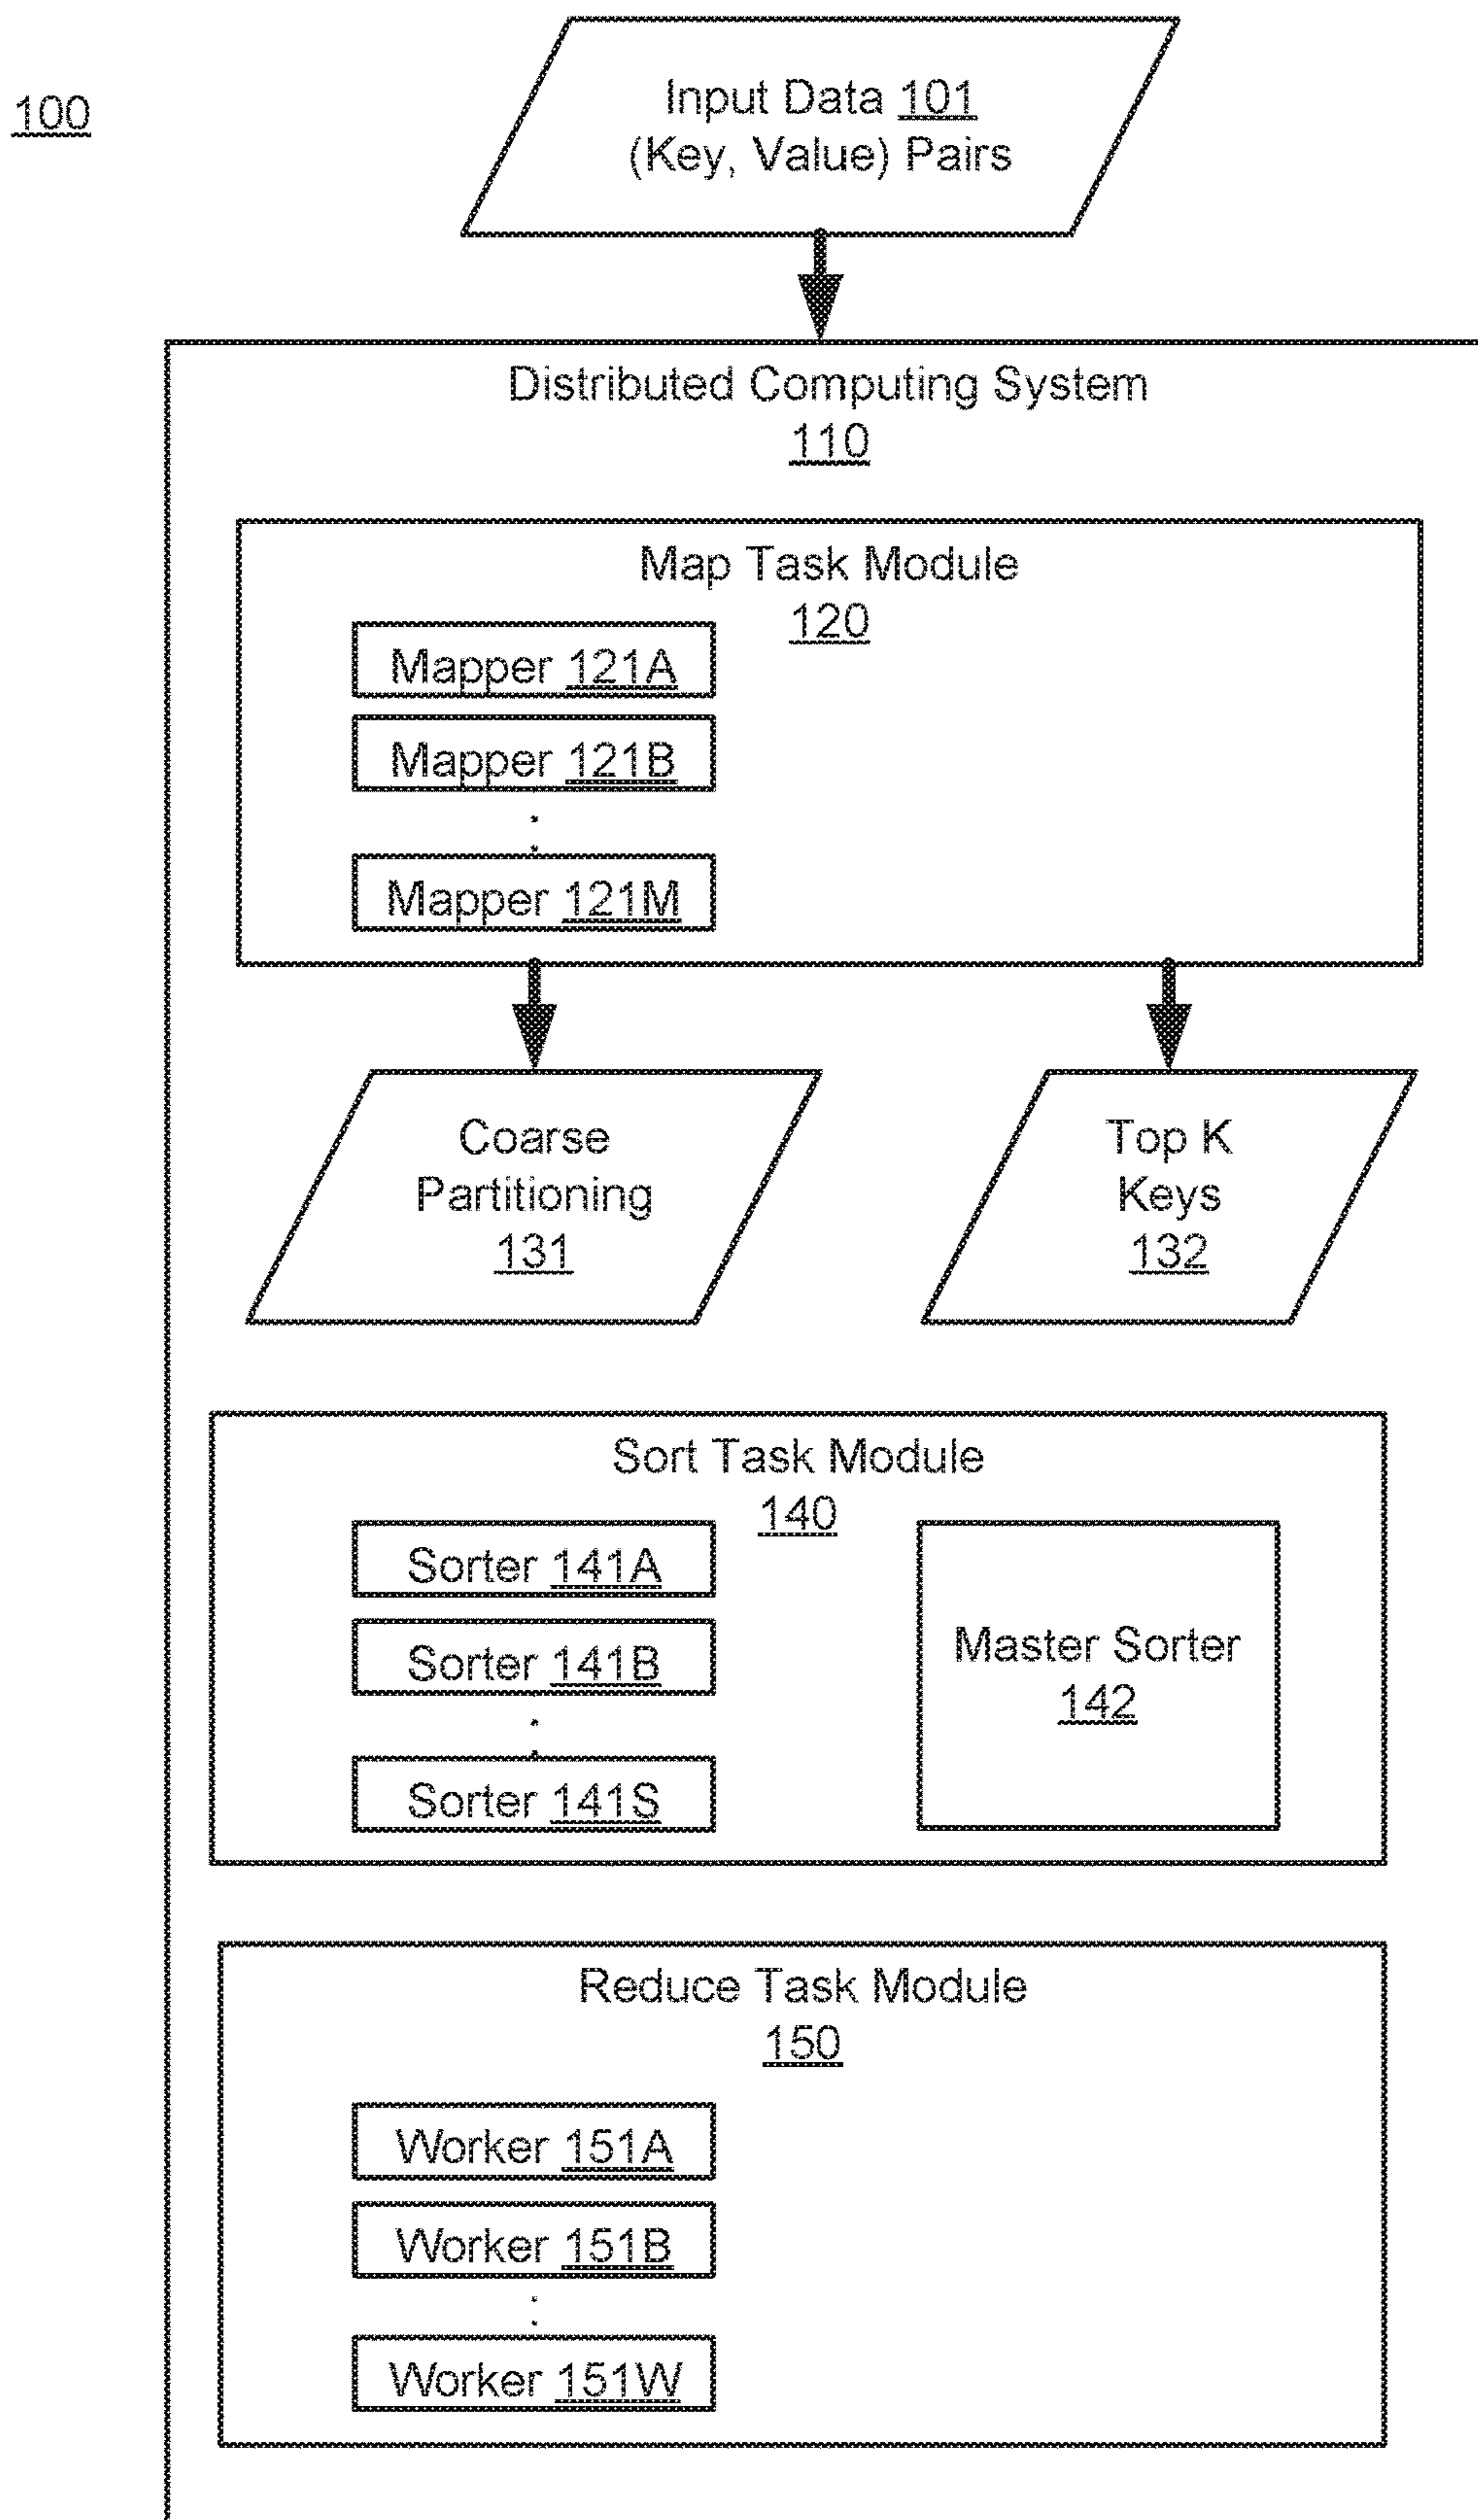 100
Input Data 101
(Key, Value) Pairs
Distributed Computing System
110
Map Task Module
120
Mapper 121A
Mapper 121B
Mapper 121M
Coarse
Partitioning
131
Top K
Keys
132
Sort Task Module
140
Sorter 141A
Sorter 141B
Sorter 141S
Master Sorter
142
Reduce Task Module
150
Worker 151A
Worker 151B
Worker 151W